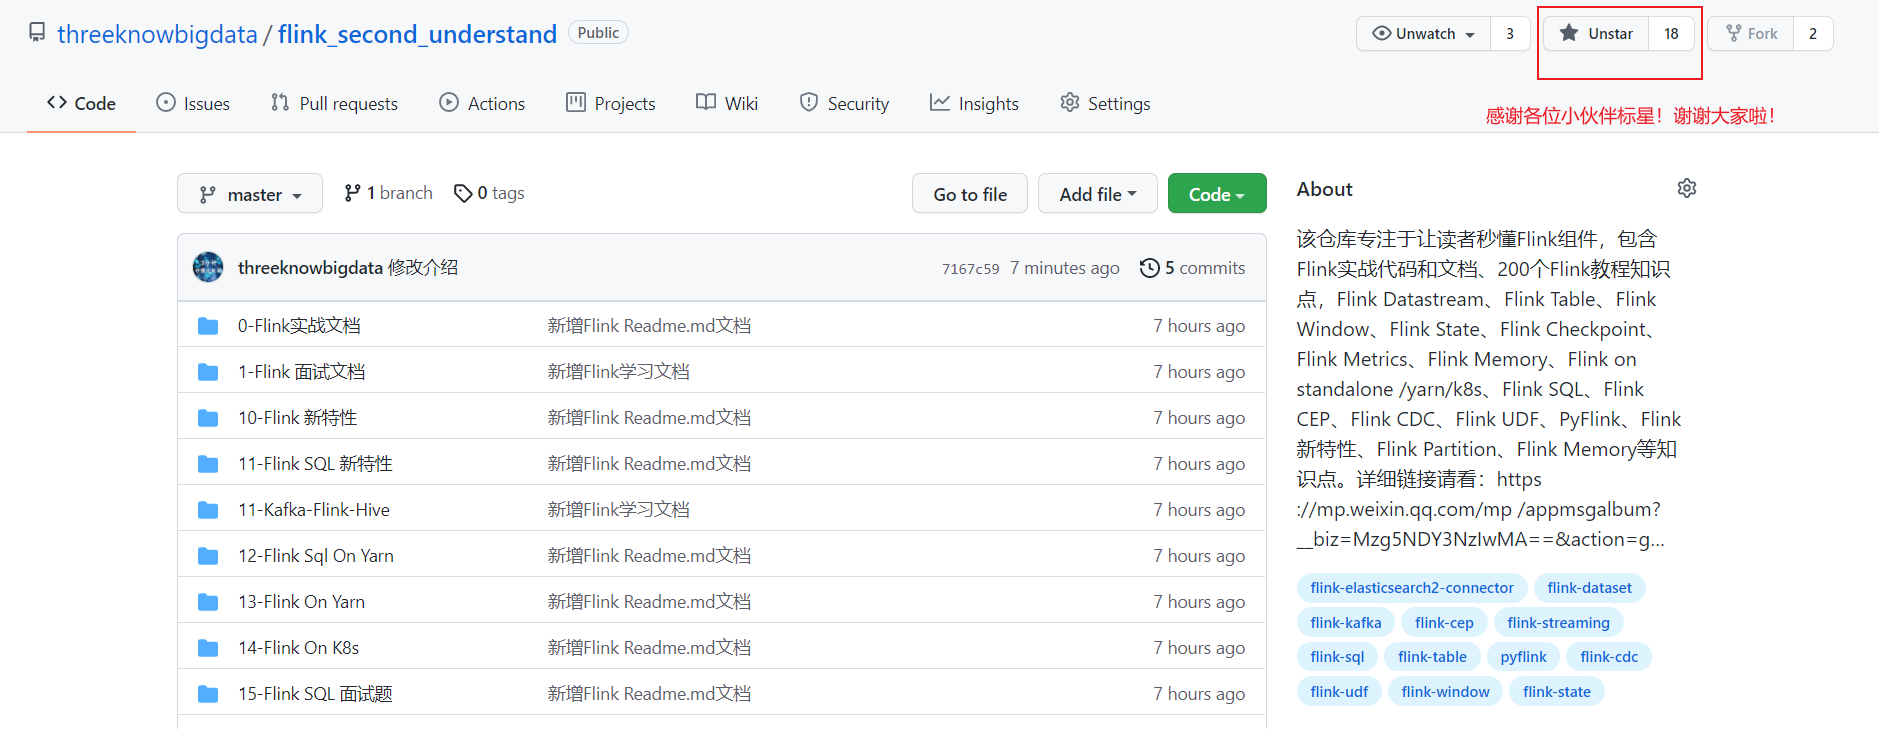 threeknowbigdata / flink_second_understand Public
Unwatch 3 Unstar 18 Fork 2
Code Issues Pull requests Actions Projects Wiki Security Insights Settings
感谢各位小伙伴标星！谢谢大家啦！
master 1 branch 0 tags Go to file Add file Code
threeknowbigdata 修改介绍 7167c59 7 minutes ago 5 commits
0-Flink实战文档 新增Flink Readme.md文档 7 hours ago
1-Flink 面试文档 新增Flink学习文档 7 hours ago
10-Flink 新特性 新增Flink Readme.md文档 7 hours ago
11-Flink SQL 新特性 新增Flink Readme.md文档 7 hours ago
11-Kafka-Flink-Hive 新增Flink学习文档 7 hours ago
12-Flink Sql On Yarn 新增Flink Readme.md文档 7 hours ago
13-Flink On Yarn 新增Flink Readme.md文档 7 hours ago
14-Flink On K8s 新增Flink Readme.md文档 7 hours ago
15-Flink SQL 面试题 新增Flink Readme.md文档 7 hours ago
About
该仓库专注于让读者秒懂Flink组件，包含
Flink实战代码和文档、200个Flink教程知识
点，Flink Datastream、Flink Table、Flink
Window、Flink State、Flink Checkpoint、
Flink Metrics、Flink Memory、Flink on
standalone /yarn/k8s、Flink SQL、Flink
CEP、Flink CDC、Flink UDF、PyFlink、Flink
新特性、Flink Partition、Flink Memory等知
识点。详细链接请看：https
://mp.weixin.qq.com/mp /appmsgalbum?
__biz=Mzg5NDY3NzIwMA==&action=g...
flink-elasticsearch2-connector flink-dataset
flink-kafka flink-cep flink-streaming
flink-sql flink-table pyflink flink-cdc
flink-udf flink-window flink-state